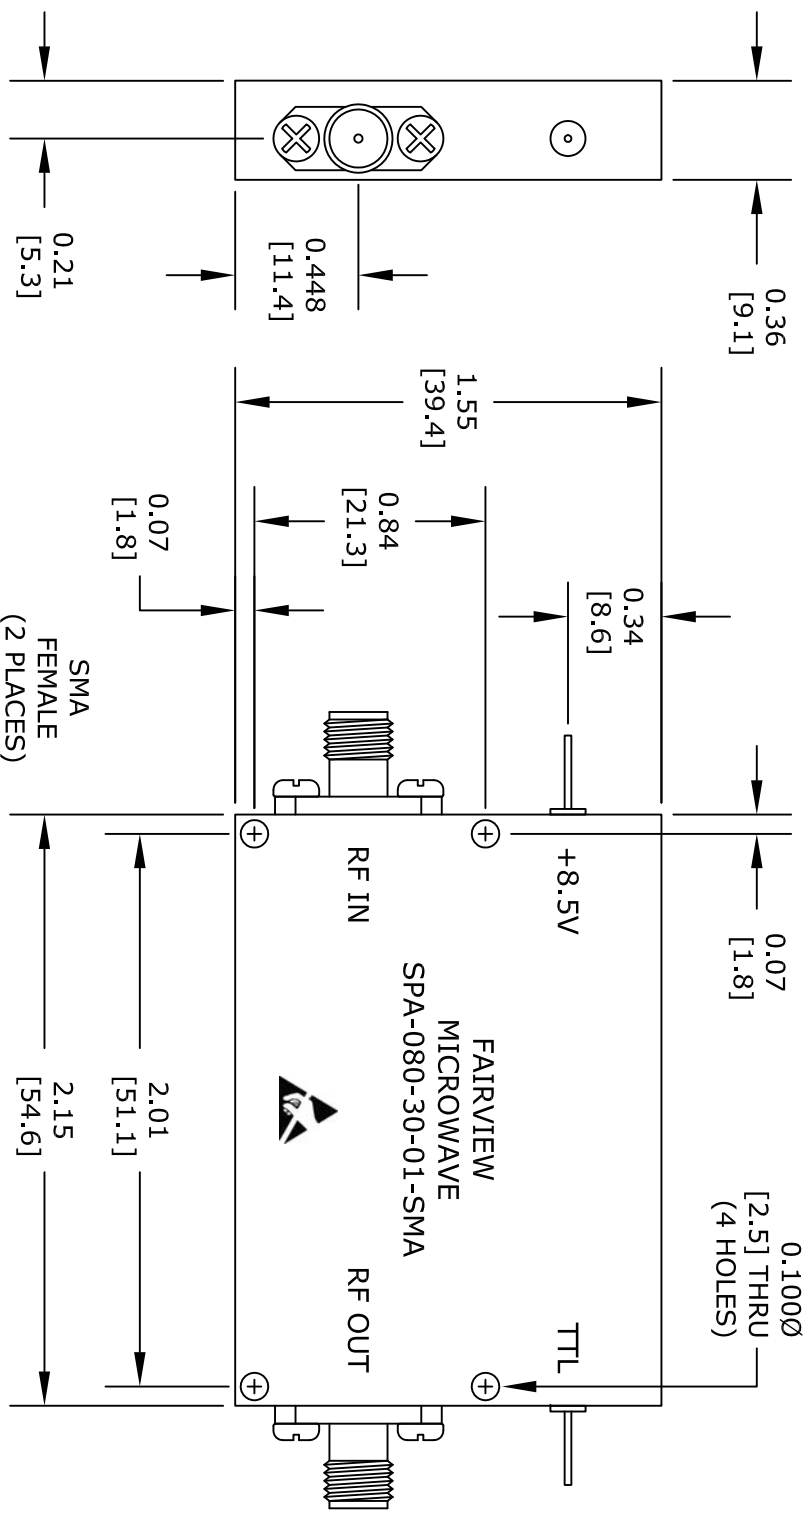 0.36
[9.1]
0.07
[1.8]
0.100Ø
[2.5] THRU
(4 HOLES)
0.34
[8.6]
+8.5V
TTL
1.55
[39.4]
0.84
[21.3]
FAIRVIEW
MICROWAVE
SPA-080-30-01-SMA
0.448
[11.4]
RF IN
RF OUT
0.07
[1.8]
2.01
[51.1]
0.21
[5.3]
SMA
FEMALE
(2 PLACES)
2.15
[54.6]